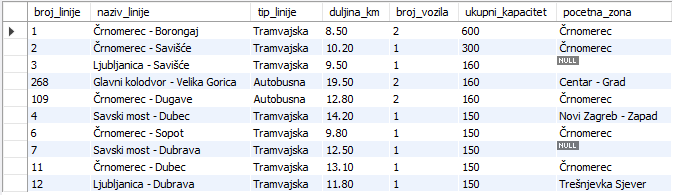 broj_linije naziv_linije tip_linije duljina_km broj_vozila ukupni_kapacitet pocetna_zona
1 Črnomerec - Borongaj Tramvajska 8.50 2 600 Črnomerec
2 Črnomerec - Savišće Tramvajska 10.20 1 300 Črnomerec
3 Ljubljanica - Savišće Tramvajska 9.50 1 160 NULL
268 Glavni kolodvor - Velika Gorica Autobusna 19.50 2 160 Centar - Grad
109 Črnomerec - Dugave Autobusna 12.80 2 160 Črnomerec
4 Savski most - Dubec Tramvajska 14.20 1 150 Novi Zagreb - Zapad
6 Črnomerec - Sopot Tramvajska 9.80 1 150 Črnomerec
7 Savski most - Dubrava Tramvajska 12.50 1 150 NULL
11 Črnomerec - Dubec Tramvajska 13.10 1 150 Črnomerec
12 Ljubljanica - Dubrava Tramvajska 11.80 1 150 Trešnjevka Sjever